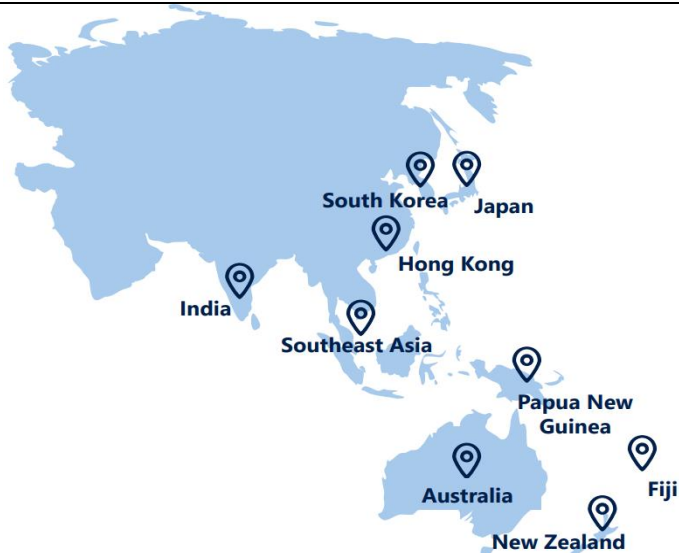 South Korea
Japan
Hong Kong
India
Southeast Asia
Papua New
Guinea
Fiji
Australia
New Zealand